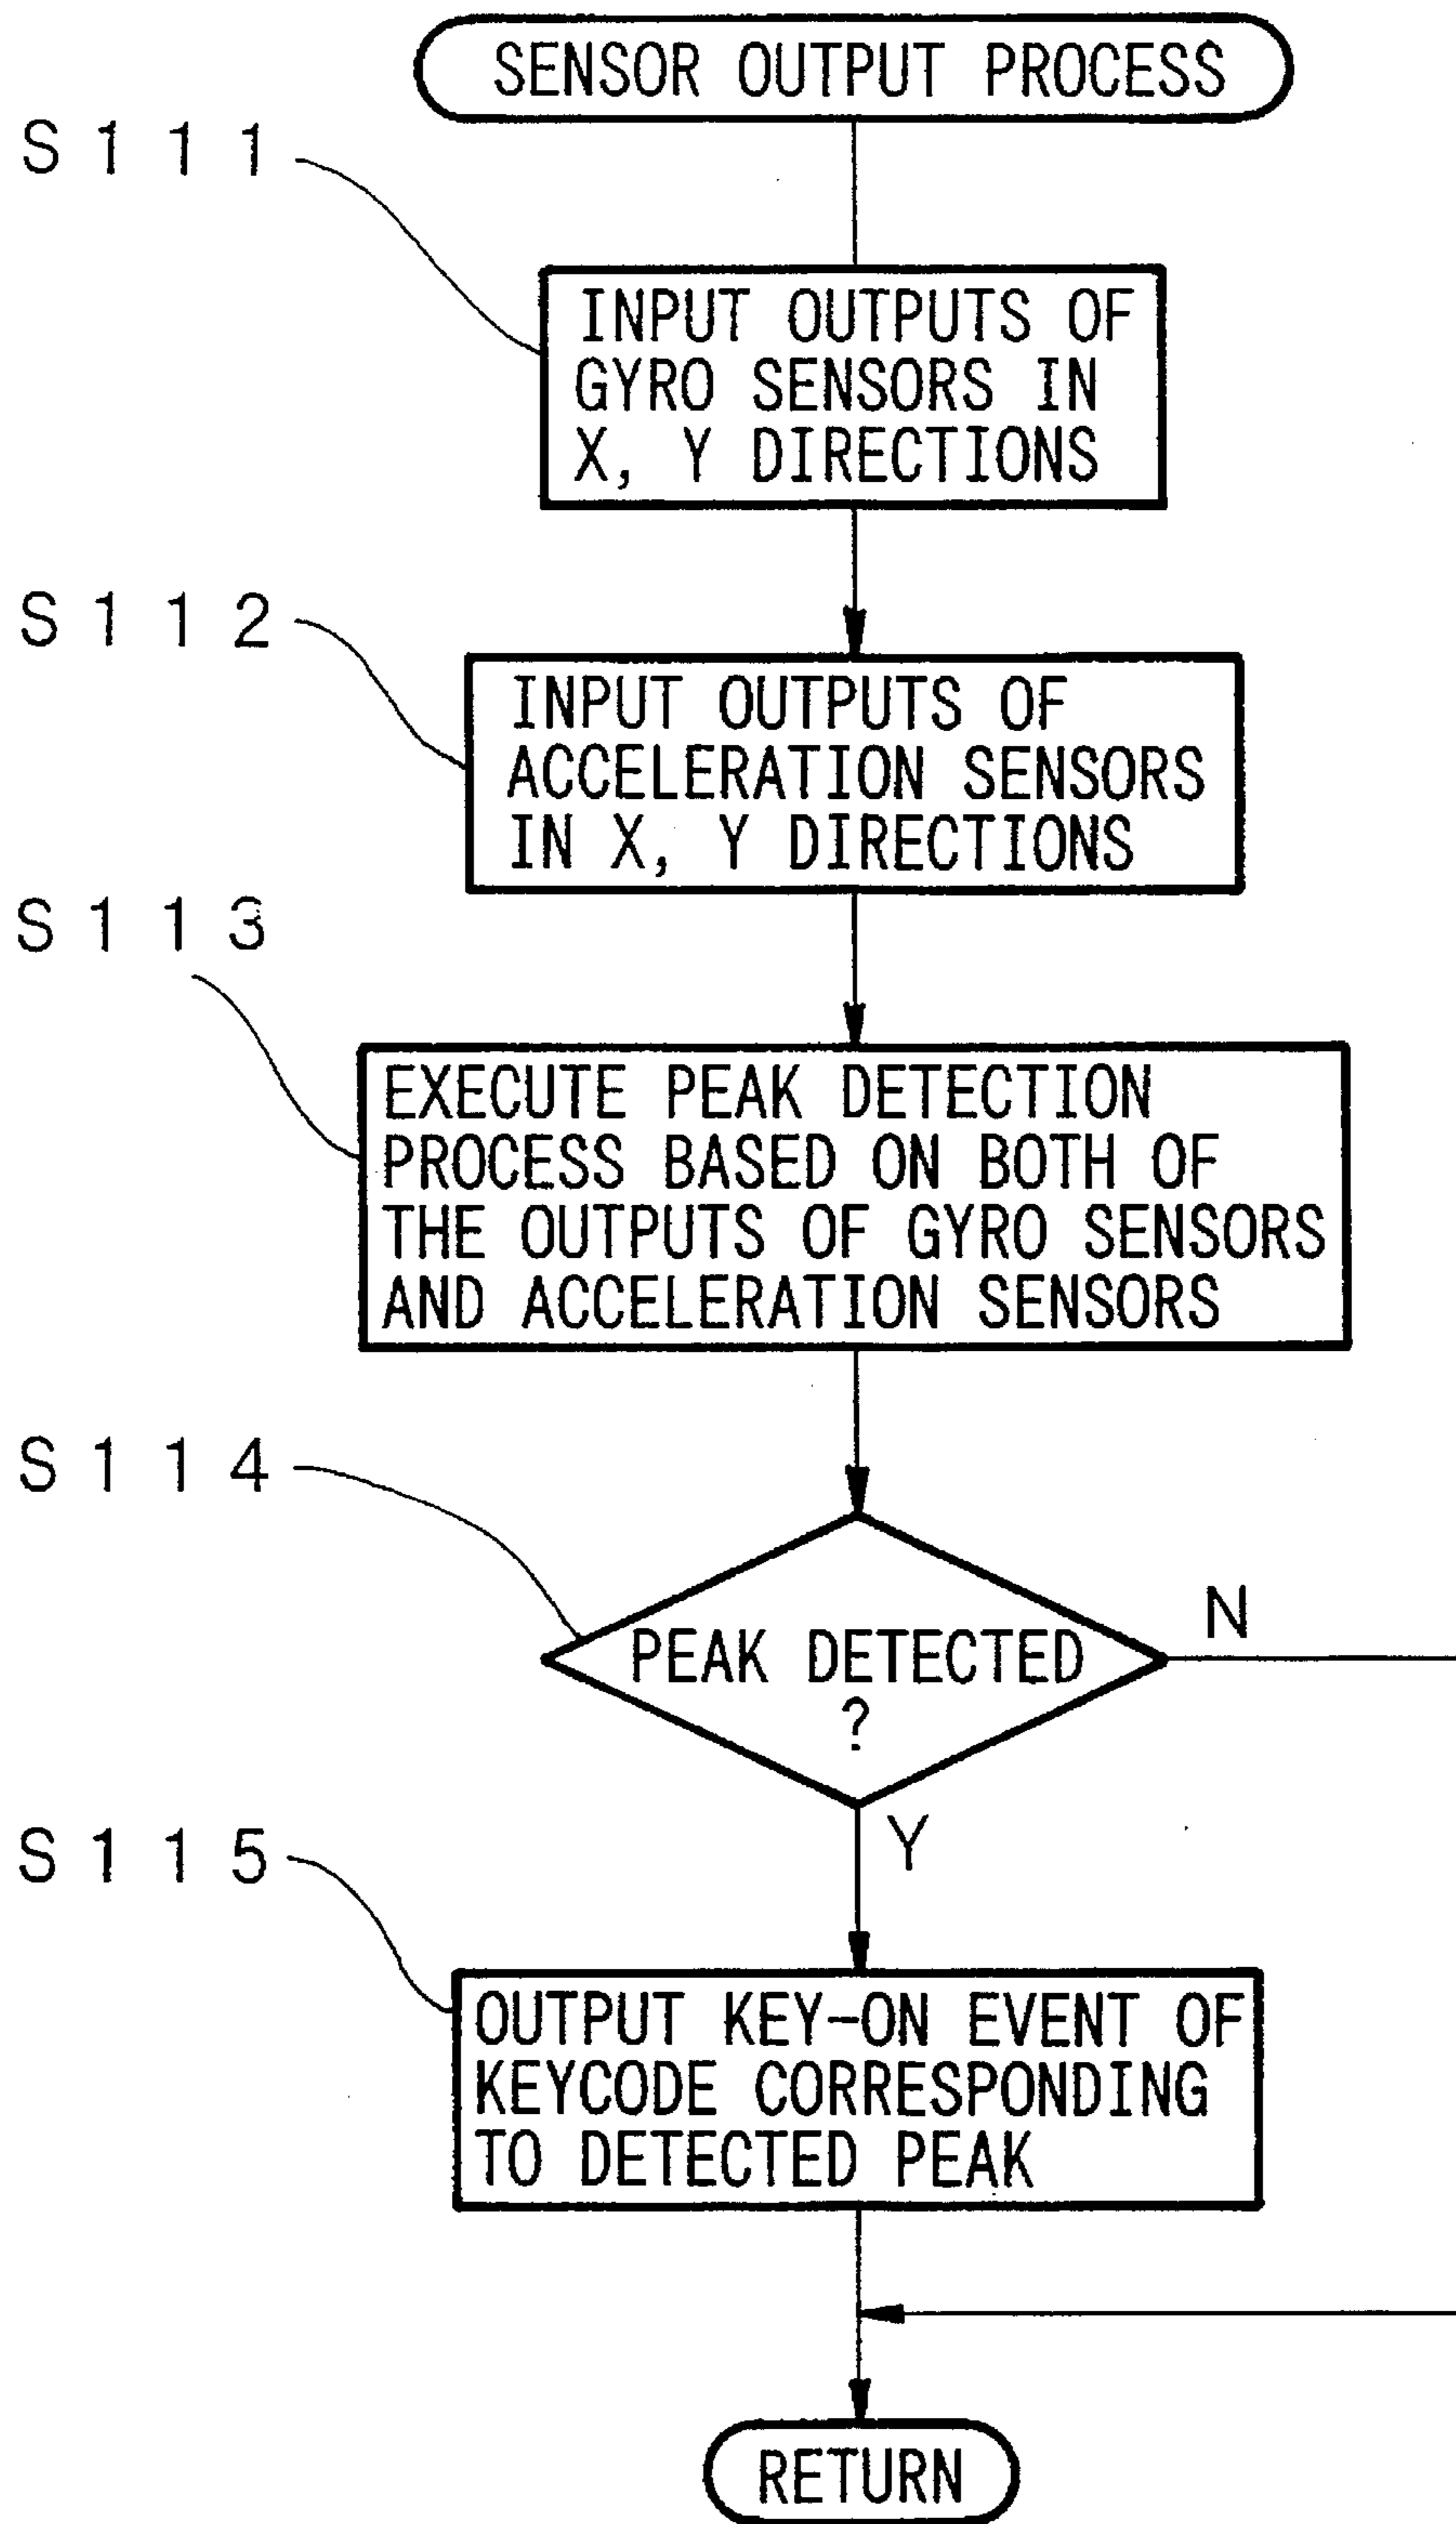 SENSOR OUTPUT PROCESS
S111
INPUT OUTPUTS OF
GYRO SENSORS IN
X, Y DIRECTIONS
S112
INPUT OUTPUTS OF
ACCELERATION SENSORS
IN X, Y DIRECTIONS
S113
EXECUTE PEAK DETECTION
PROCESS BASED ON BOTH OF
THE OUTPUTS OF GYRO SENSORS
AND ACCELERATION SENSORS
S114
PEAK DETECTED
?
N
Y
S115
OUTPUT KEY-ON EVENT OF
KEYCODE CORRESPONDING
TO DETECTED PEAK
RETURN